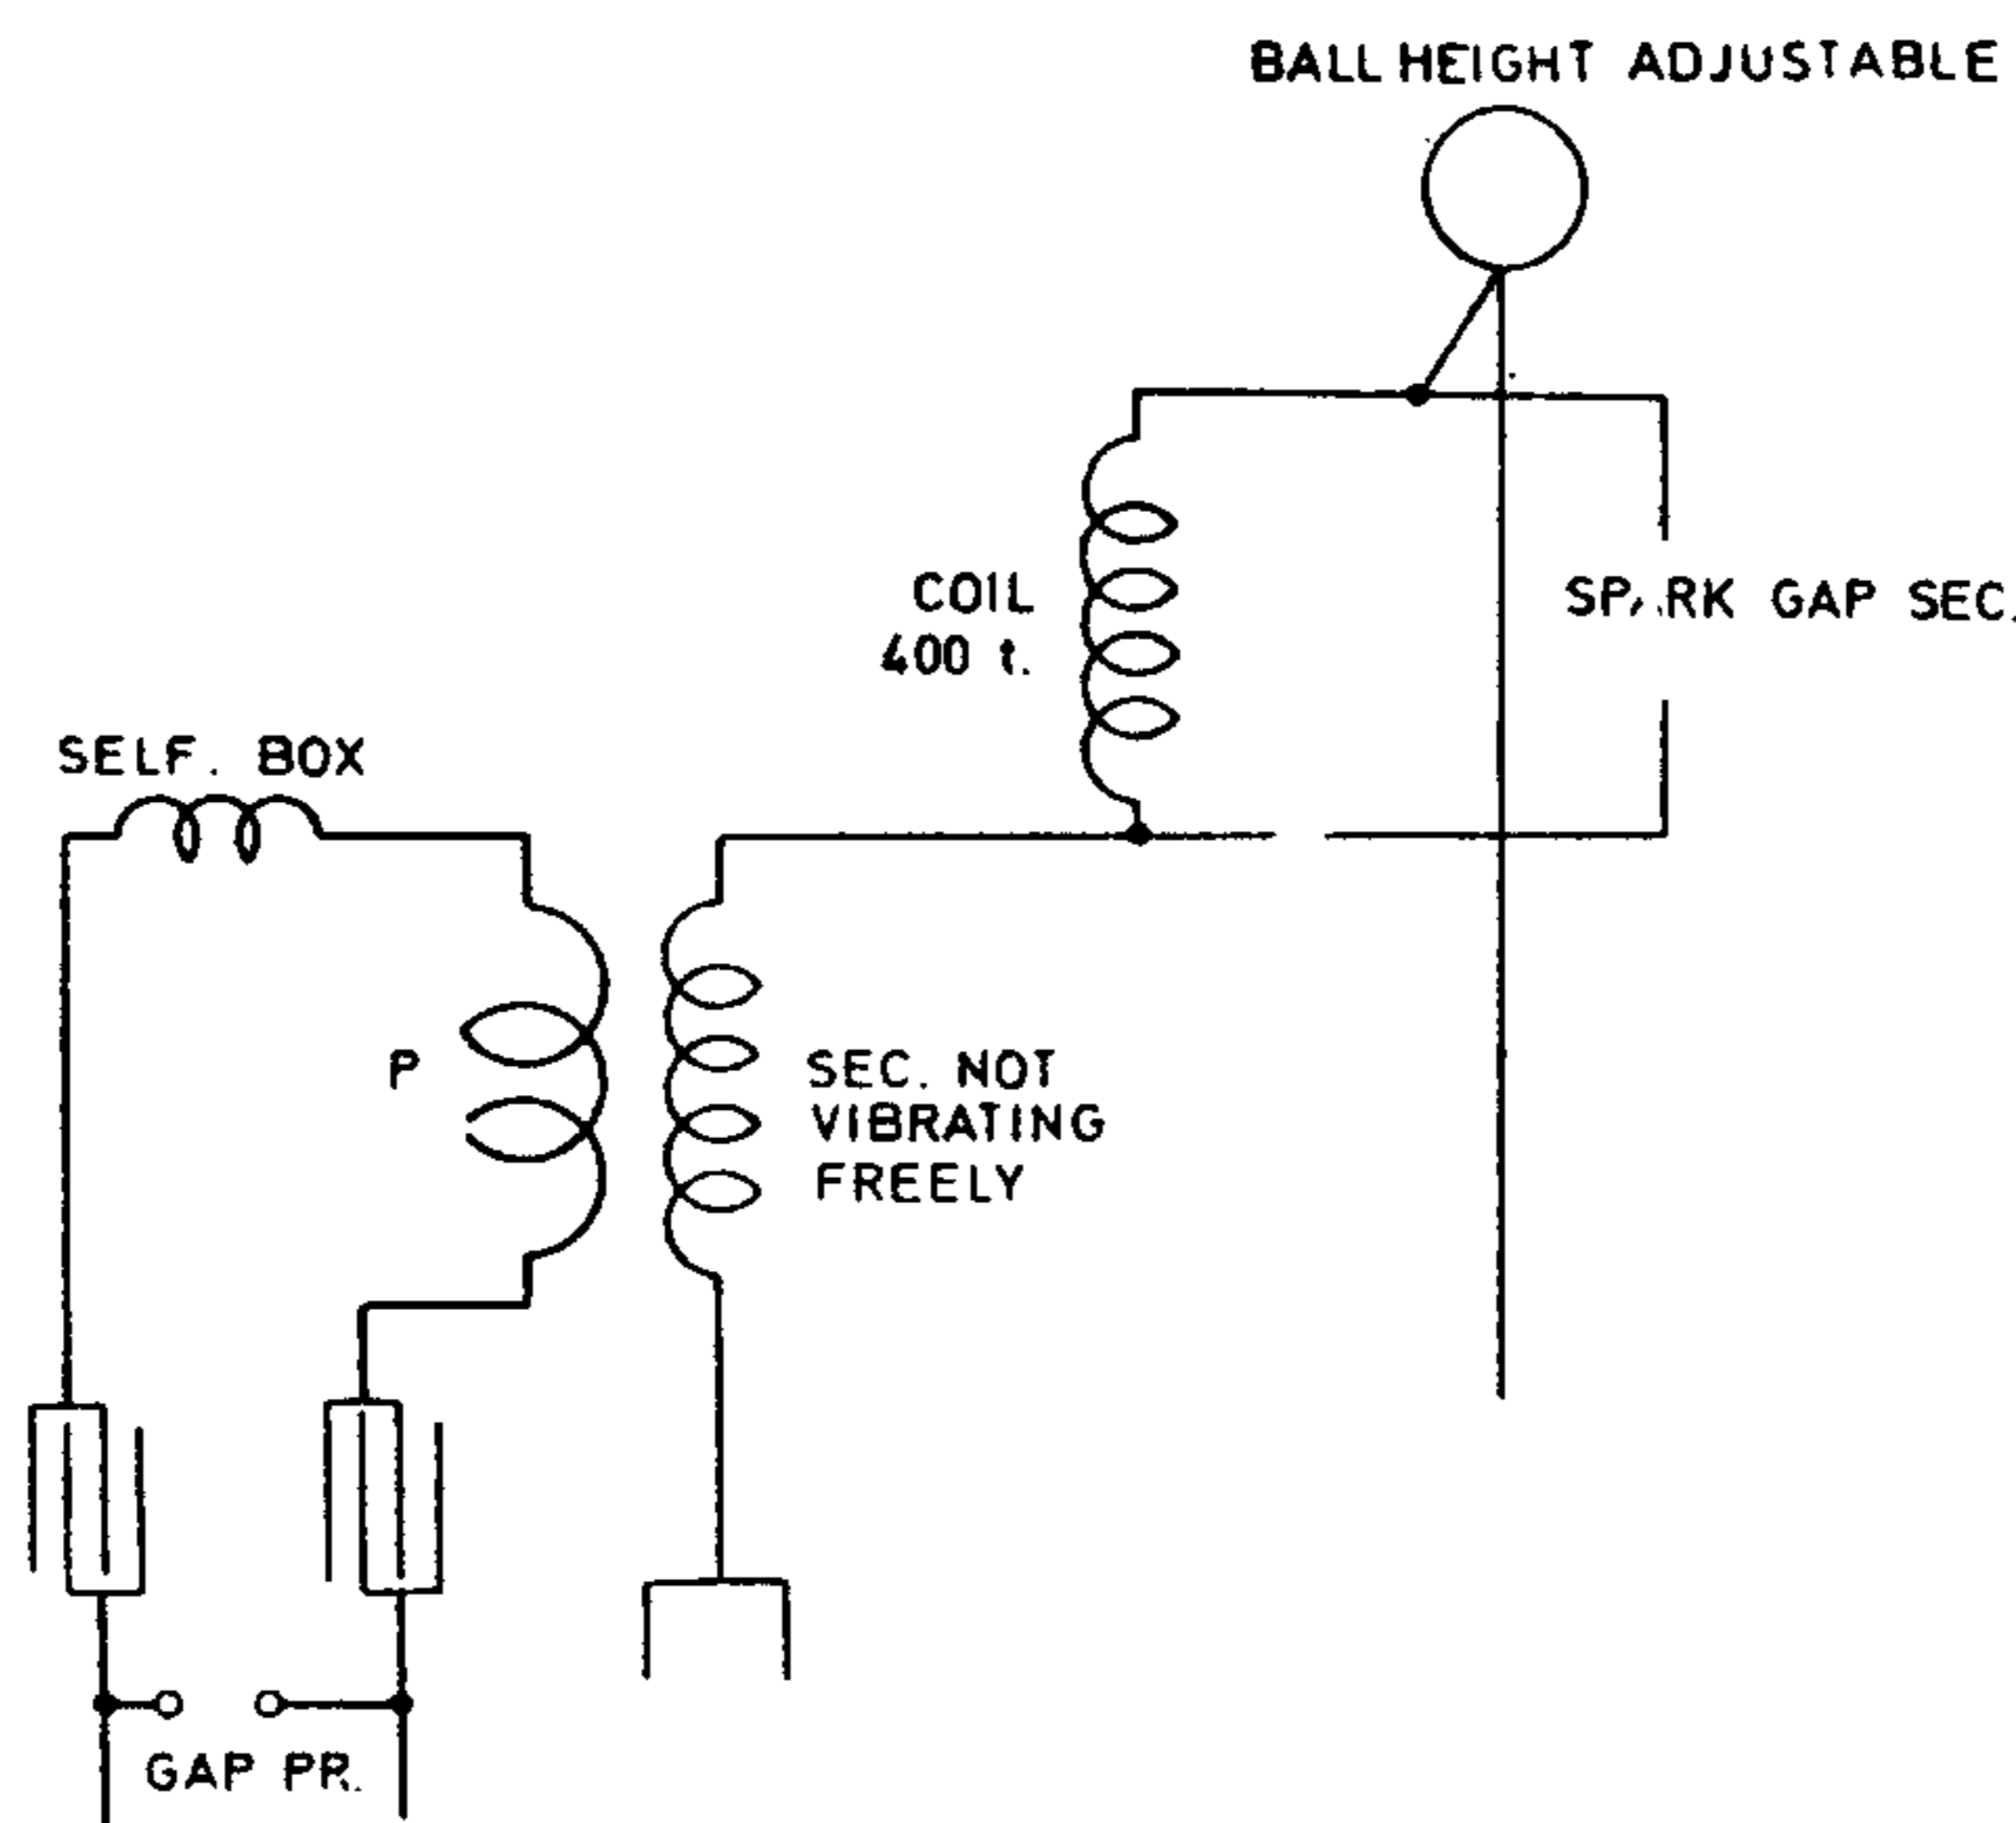 BALL HEIGHT ADJUSTABLE
COIL
400 t.
SPARK GAP SEC.
SELF. BOX
P
SEC. NOT
VIBRATING
FREELY
GAP PR.